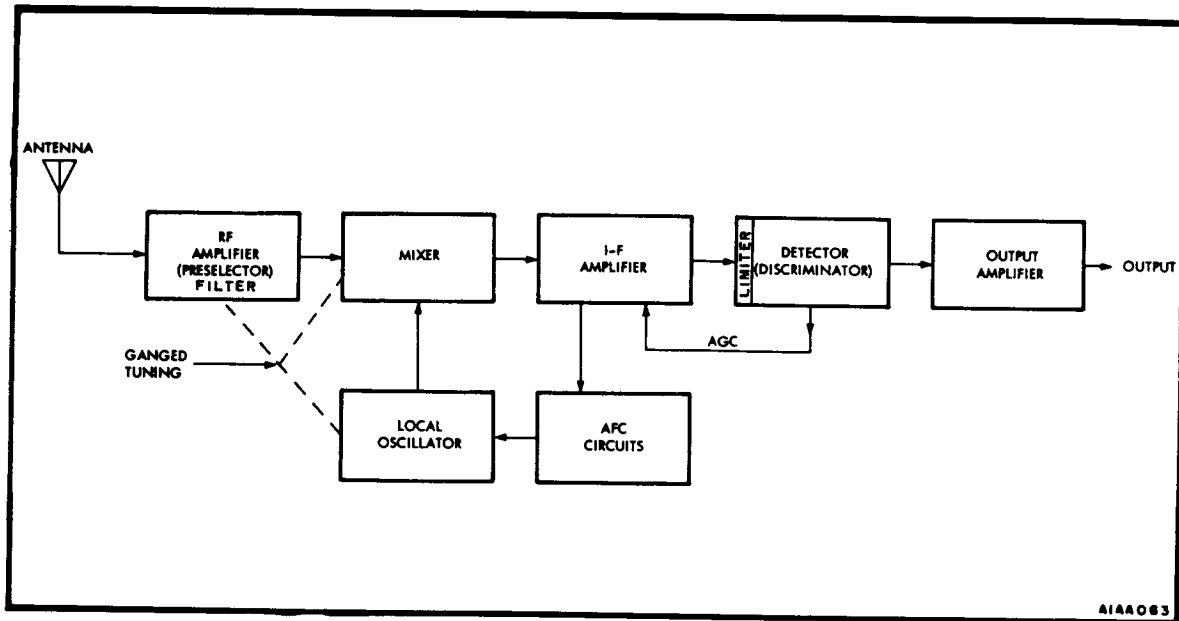 ANTENNA
RF
AMPLIFIER
(PRESELECTOR)
FILTER
MIXER
I-F
AMPLIFIER
LIMITER
DETECTOR
(DISCRIMINATOR)
OUTPUT
AMPLIFIER
OUTPUT
AGC
GANGED
TUNING
LOCAL
OSCILLATOR
AFC
CIRCUITS
A1AA063